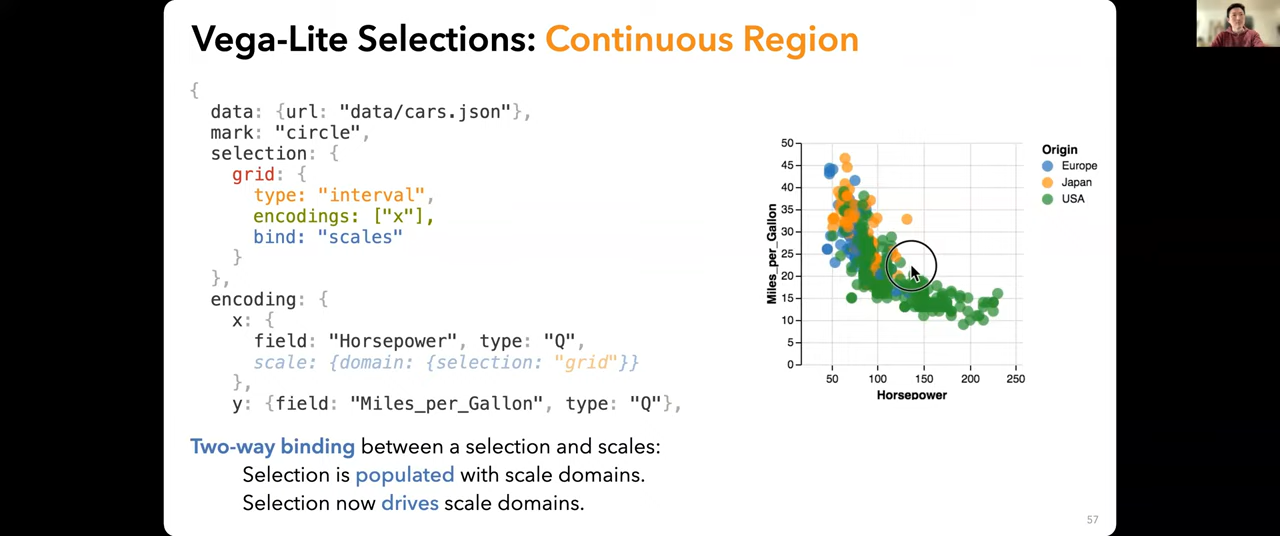 Vega-Lite Selections: Continuous Region
{
data: {url: "data/cars.json"},
mark: "circle",
selection: {
grid: {
type: "interval",
encodings: ["x"],
bind: "scales"
}
},
encoding: {
x: {
field: "Horsepower", type: "Q",
scale: {domain: {selection: "grid"}}
},
y: {field: "Miles_per_Gallon", type: "Q"},
Two-way binding between a selection and scales:
Selection is populated with scale domains.
Selection now drives scale domains.
50
45
40
35
30
25
20
15
10
5
0
Miles_per_Gallon
50 100 150 200 250
Horsepower
Origin
Europe
Japan
USA
57